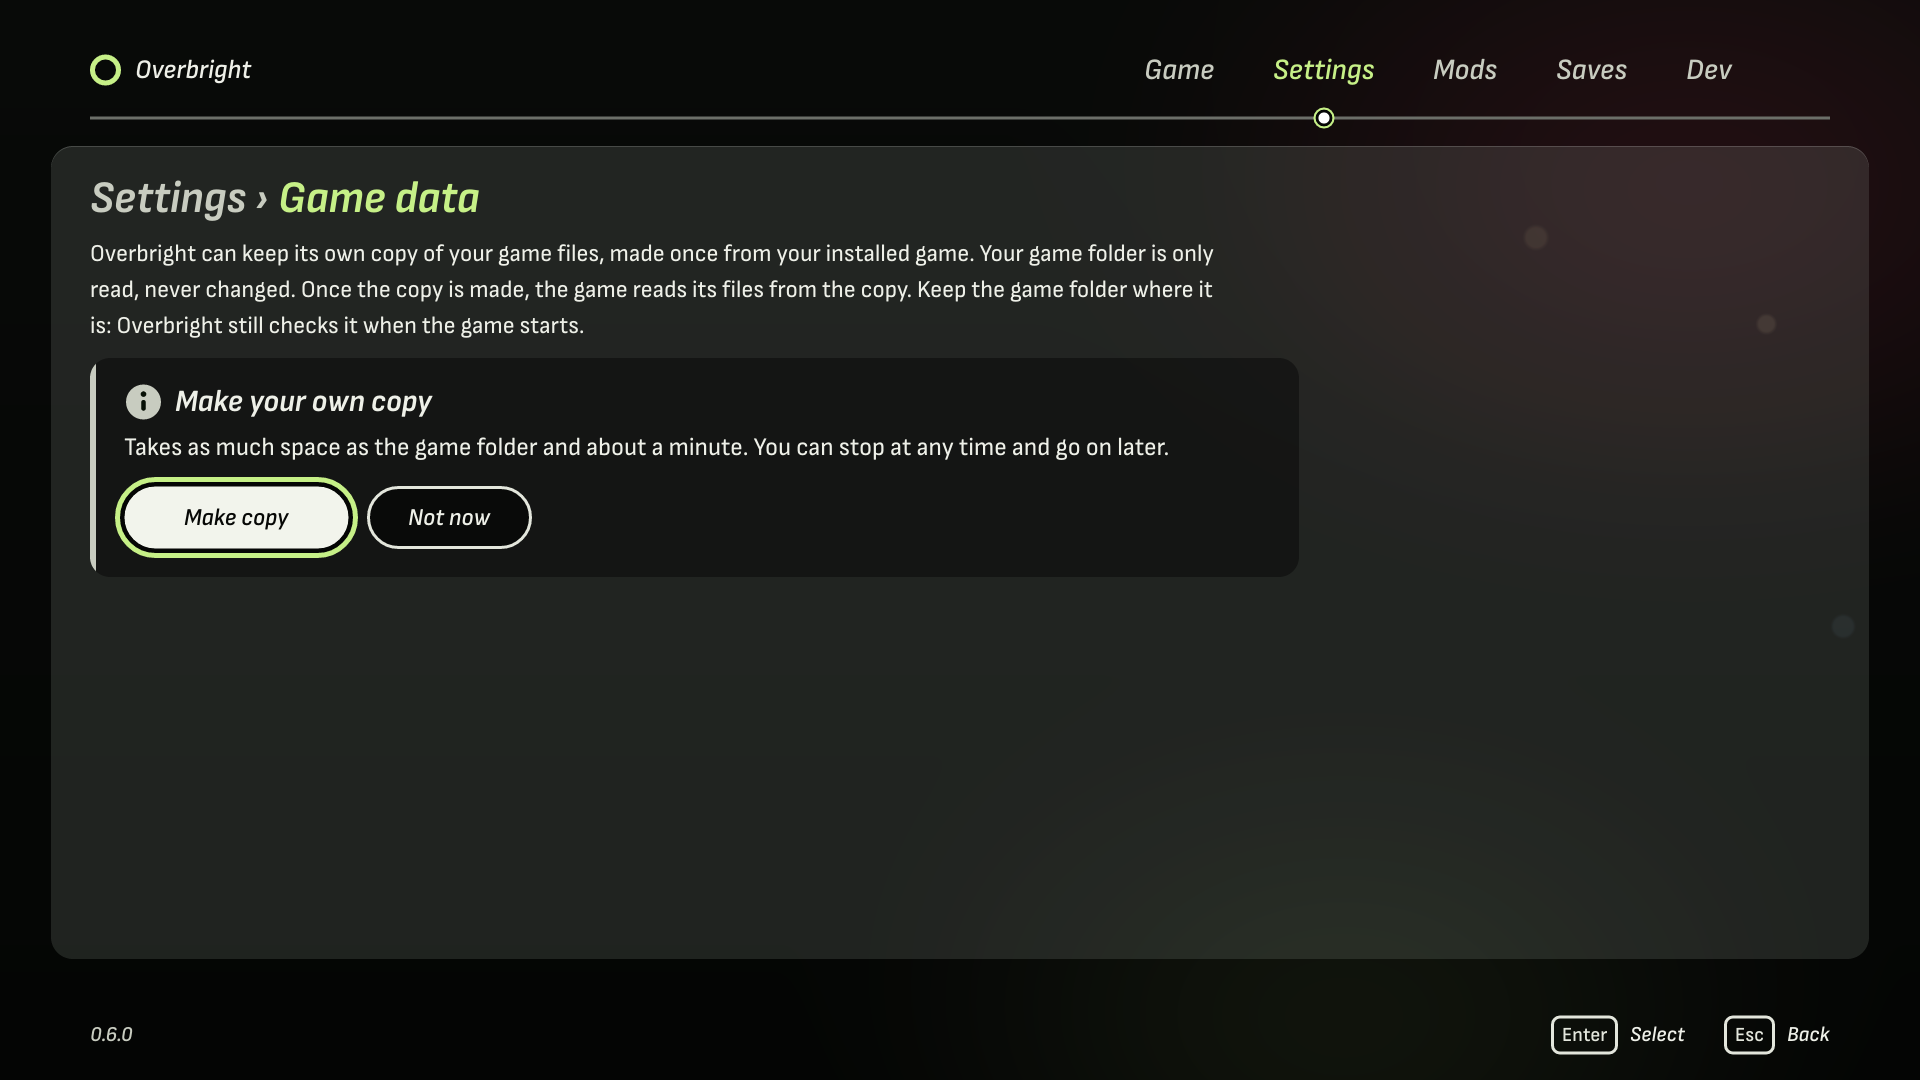 Overbright
Game
Settings
Mods
Saves
Dev
Settings › Game data
Overbright can keep its own copy of your game files, made once from your installed game. Your game folder is only
read, never changed. Once the copy is made, the game reads its files from the copy. Keep the game folder where it
is: Overbright still checks it when the game starts.
Make your own copy
Takes as much space as the game folder and about a minute. You can stop at any time and go on later.
Make copy
Not now
0.6.0
Enter Select
Esc Back